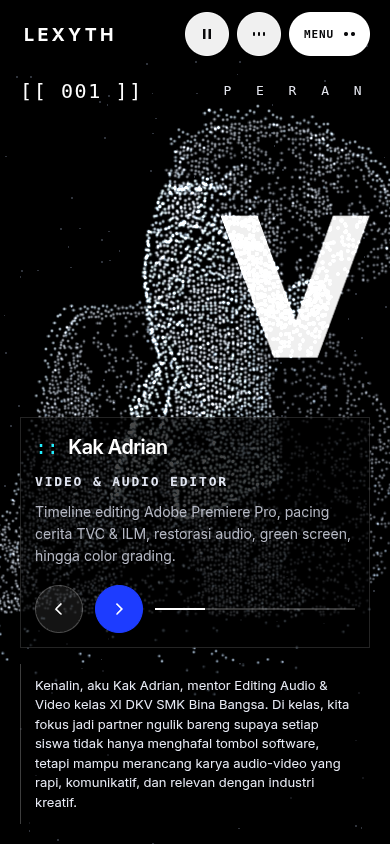 LEXYTH
MENU
[[ 001 ]]
PERAN
V
:: Kak Adrian
VIDEO & AUDIO EDITOR
Timeline editing Adobe Premiere Pro, pacing
cerita TVC & ILM, restorasi audio, green screen,
hingga color grading.
Kenalin, aku Kak Adrian, mentor Editing Audio &
Video kelas XI DKV SMK Bina Bangsa. Di kelas, kita
fokus jadi partner ngulik bareng supaya setiap
siswa tidak hanya menghafal tombol software,
tetapi mampu merancang karya audio-video yang
rapi, komunikatif, dan relevan dengan industri
kreatif.